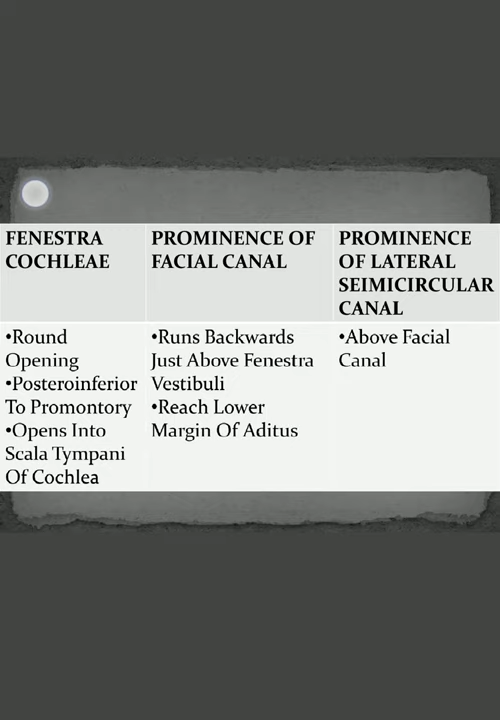 FENESTRA
COCHLEAE
PROMINENCE OF
FACIAL CANAL
PROMINENCE
OF LATERAL
SEIMICIRCULAR
CANAL
•Round
Opening
•Posteroinferior
To Promontory
•Opens Into
Scala Tympani
Of Cochlea
•Runs Backwards
Just Above Fenestra
Vestibuli
•Reach Lower
Margin Of Aditus
•Above Facial
Canal